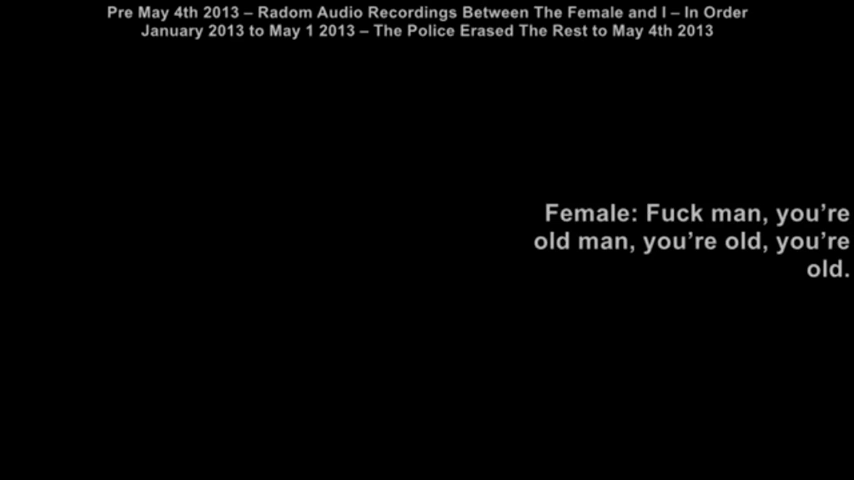 Pre May 4th 2013 – Radom Audio Recordings Between The Female and I – In Order
January 2013 to May 1 2013 – The Police Erased The Rest to May 4th 2013
Female: Fuck man, you’re
old man, you’re old, you’re
old.